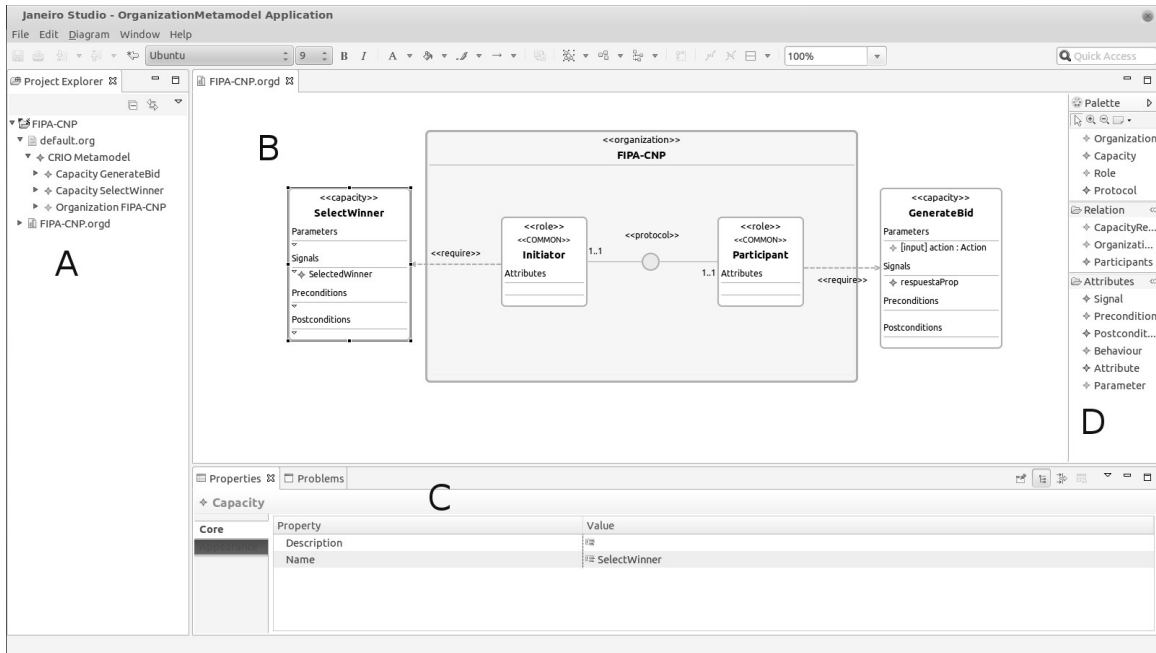 Janeiro Studio - OrganizationMetamodel Application
File Edit Diagram Window Help
Ubuntu 9 B I A 100% Quick Access
Project Explorer
FIPA-CNP
default.org
CRIO Metamodel
Capacity GenerateBid
Capacity SelectWinner
Organization FIPA-CNP
FIPA-CNP.orgd
A
FIPA-CNP.orgd
B
<<organization>>
FIPA-CNP
<<capacity>>
SelectWinner
Parameters
Signals
SelectedWinner
Preconditions
Postconditions
<<require>>
<<role>>
<<COMMON>>
Initiator
Attributes
1..1
<<protocol>>
1..1
<<role>>
<<COMMON>>
Participant
Attributes
<<require>>
<<capacity>>
GenerateBid
Parameters
[input] action : Action
Signals
respuestaProp
Preconditions
Postconditions
Palette
Organization
Capacity
Role
Protocol
Relation
CapacityRe...
Organizati...
Participants
Attributes
Signal
Precondition
Postcondit...
Behaviour
Attribute
Parameter
D
Properties Problems
C
Capacity
Core
Appearance
Property Value
Description
Name SelectWinner